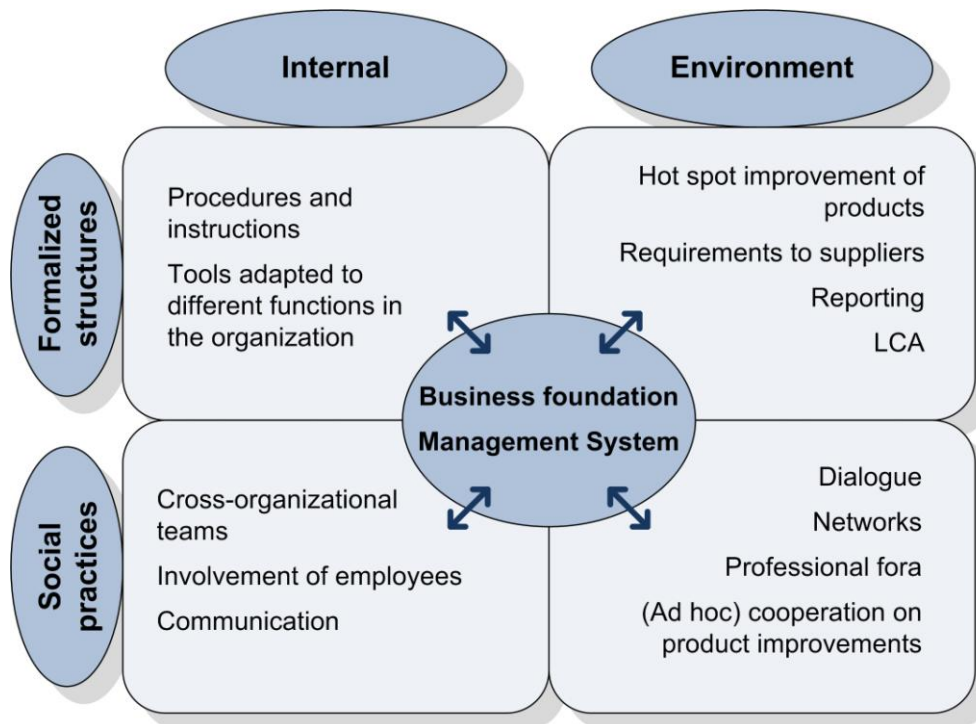 Internal
Environment
Formalized
structures
Procedures and
instructions
Tools adapted to
different functions in
the organization
Hot spot improvement of
products
Requirements to suppliers
Reporting
LCA
Business foundation
Management System
Social
practices
Cross-organizational
teams
Involvement of employees
Communication
Dialogue
Networks
Professional fora
(Ad hoc) cooperation on
product improvements